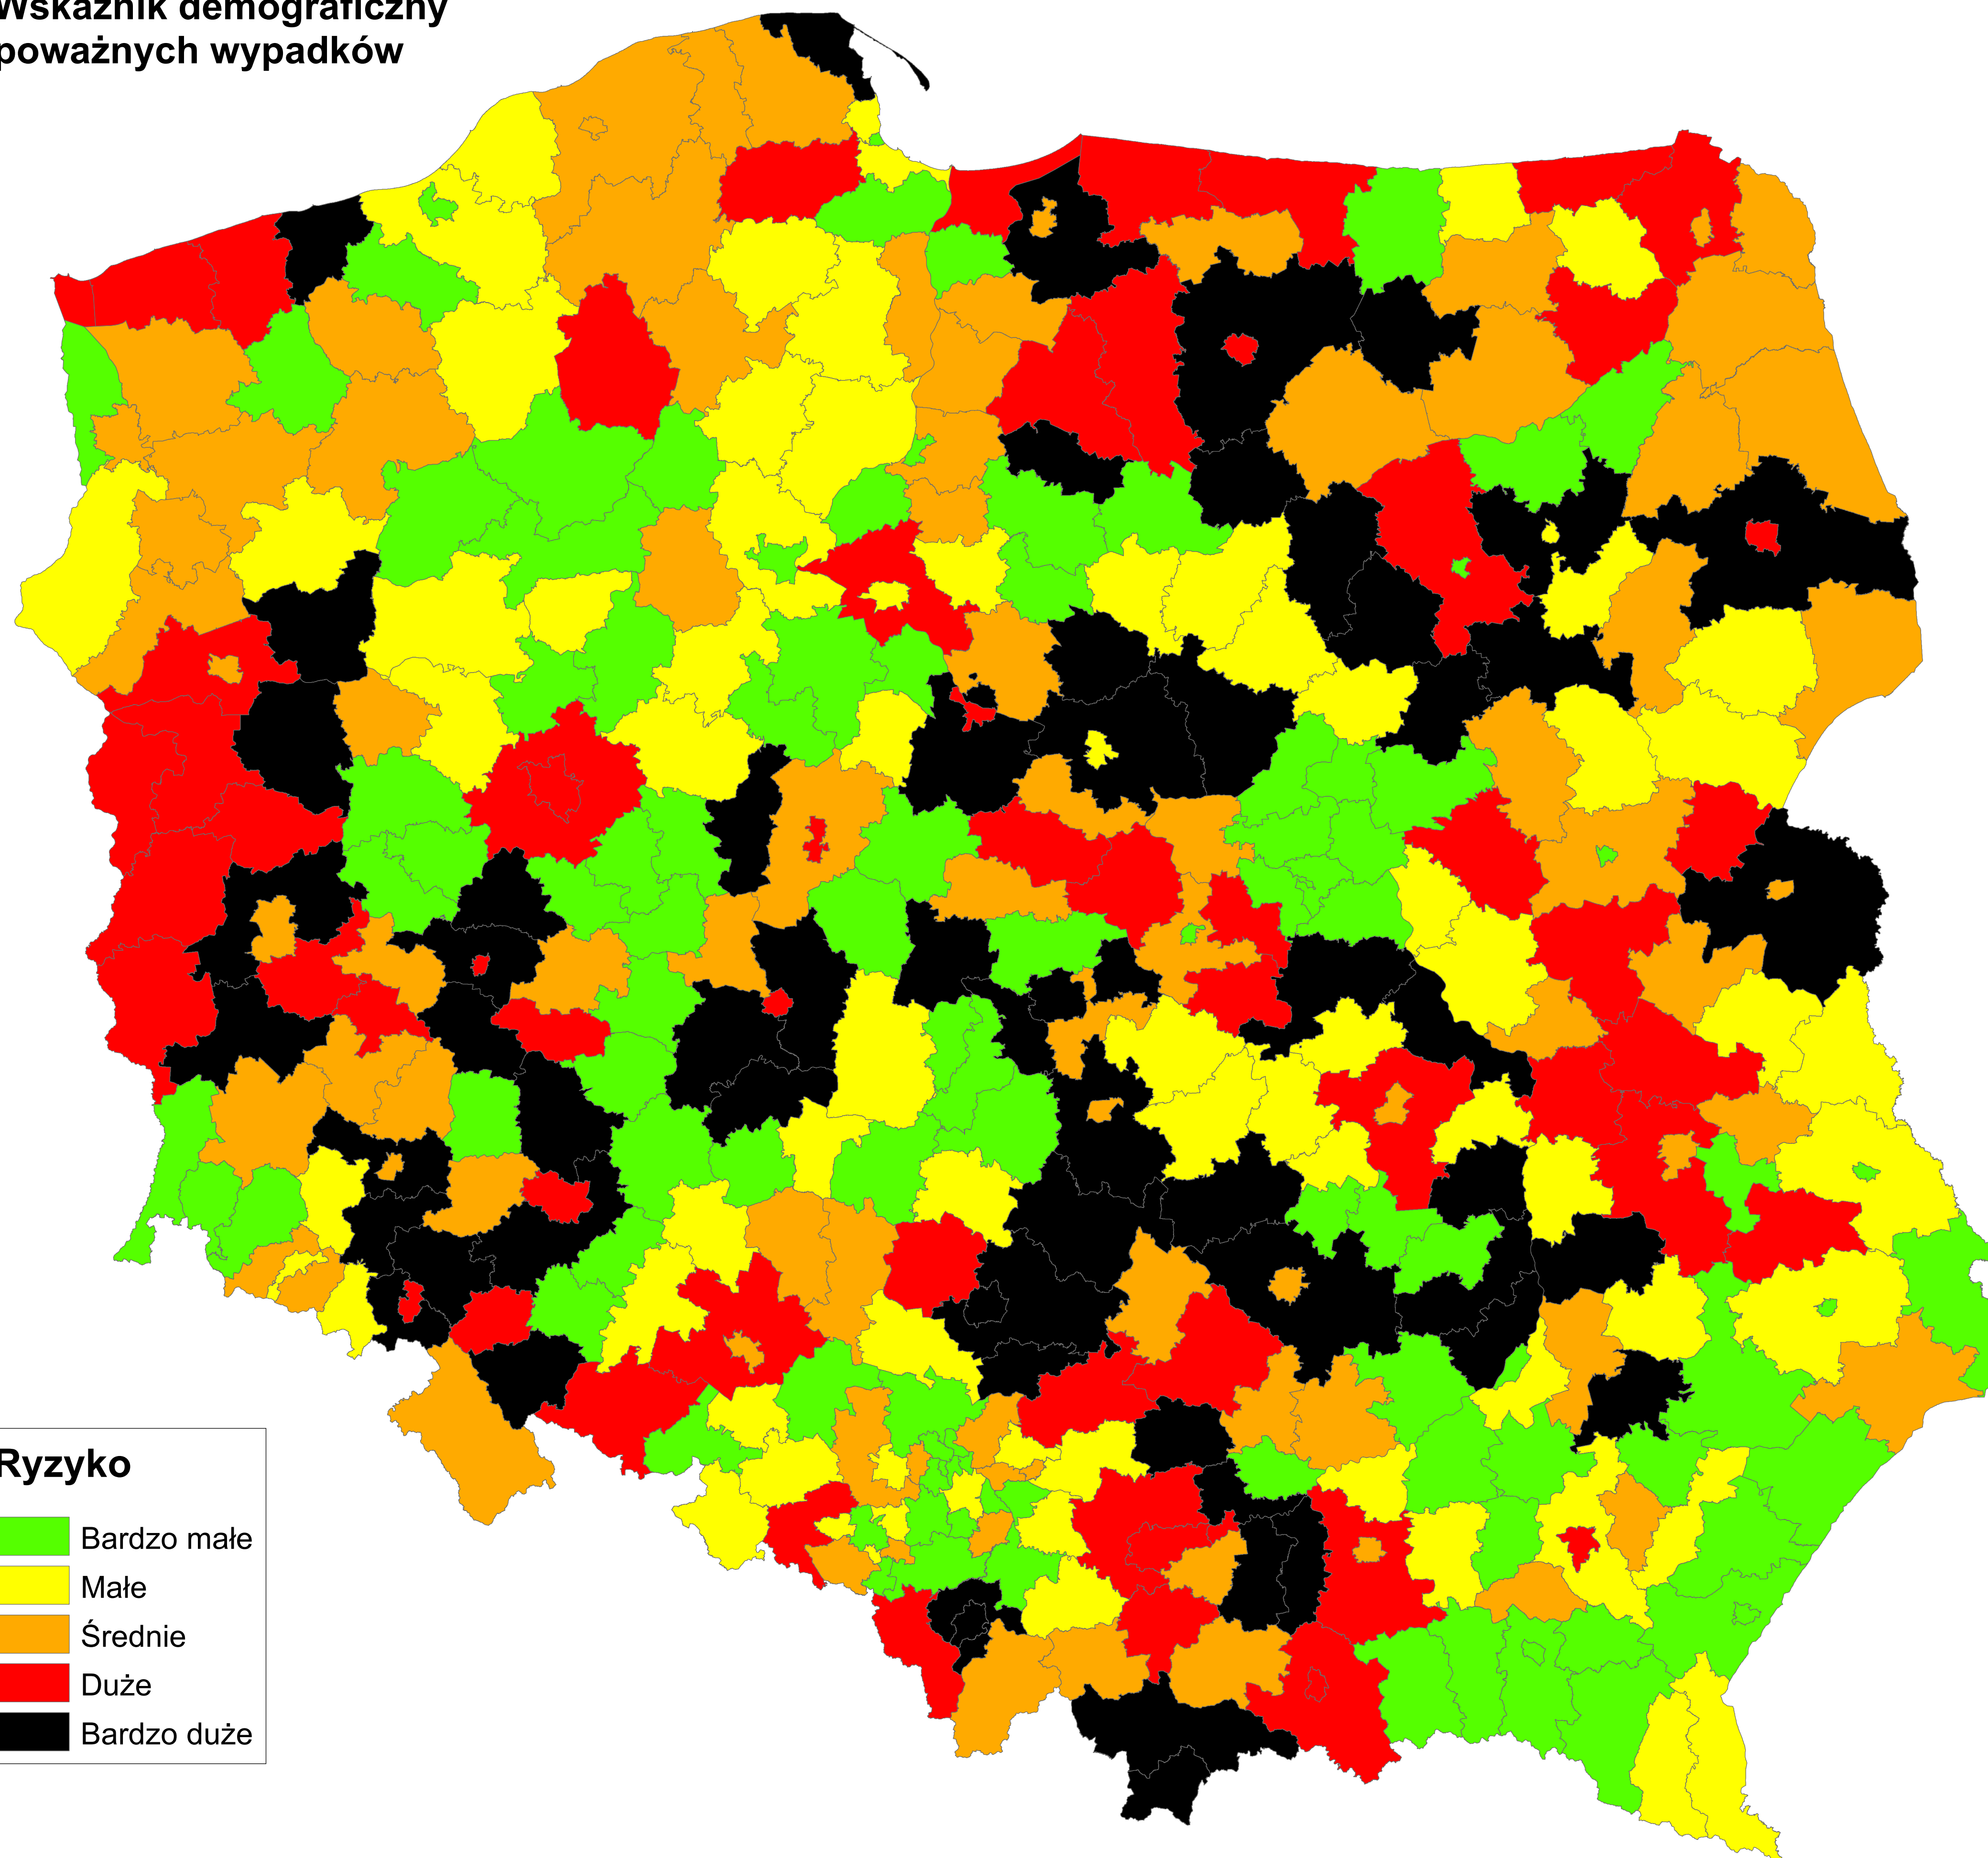 Wskaźnik demograficzny
poważnych wypadków
Ryzyko
Bardzo małe
Małe
Średnie
Duże
Bardzo duże